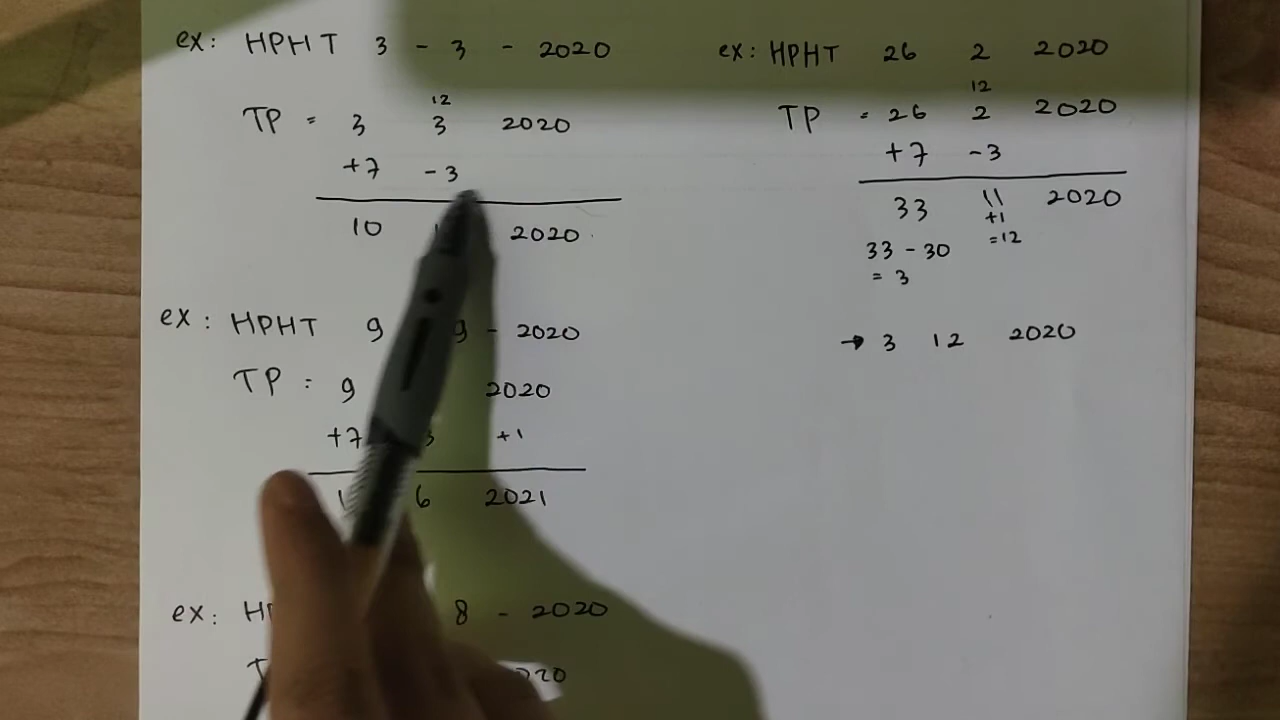 ex: HPHT 3 - 3 - 2020
12
TP = 3 3 2020
+7 -3
10 2020
ex: HPHT 9 9 - 2020
TP : 9 2020
+7 3 +1
1 6 2021
ex: 8 - 2020
ex: HPHT 26 2 2020
12
TP = 26 2 2020
+7 -3
33 11 2020
+1
33 - 30 =12
= 3
→ 3 12 2020